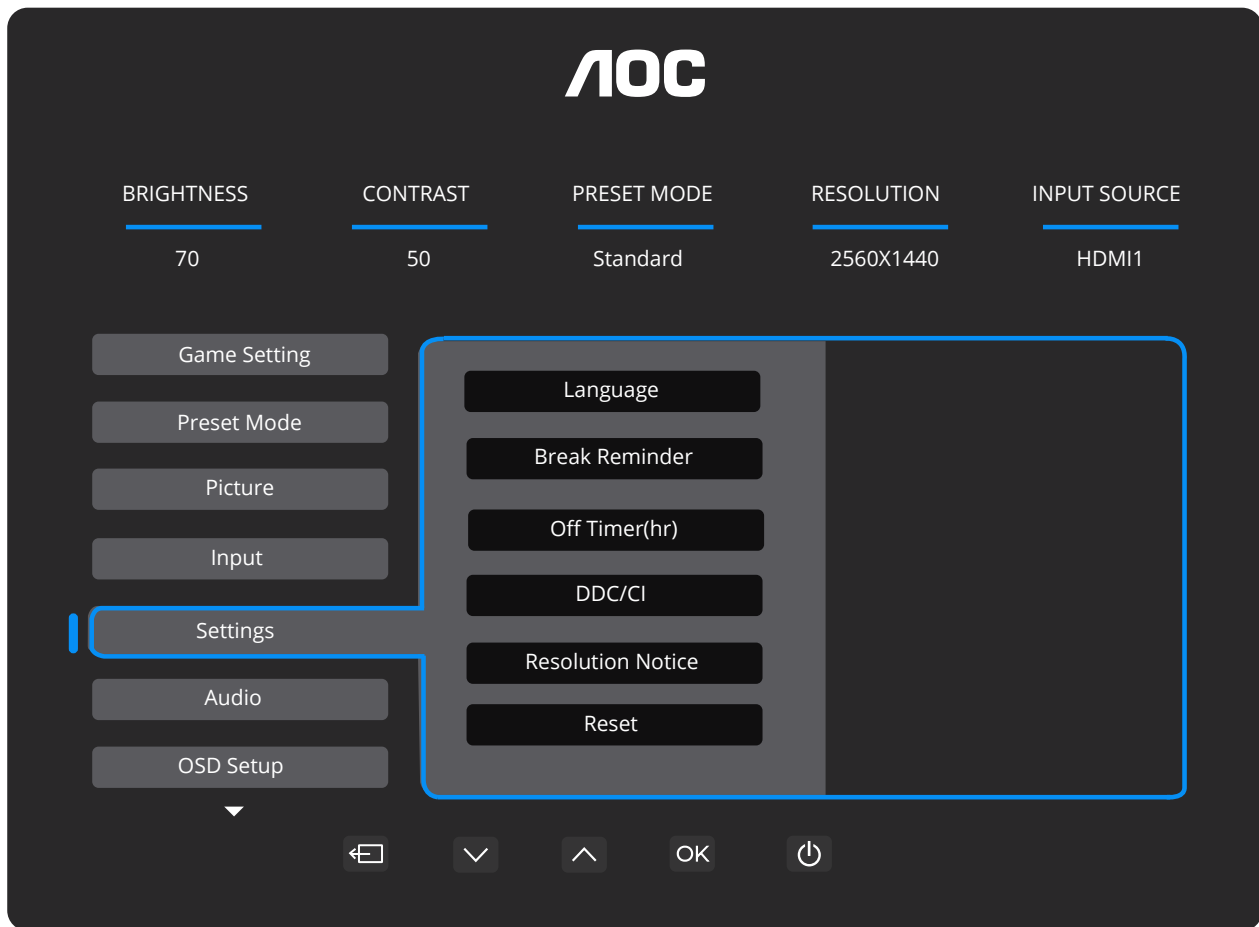 AOC
BRIGHTNESS CONTRAST PRESET MODE RESOLUTION INPUT SOURCE
70 50 Standard 2560X1440 HDMI1
Game Setting
Preset Mode
Picture
Input
Settings
Audio
OSD Setup
Language
Break Reminder
Off Timer(hr)
DDC/CI
Resolution Notice
Reset
OK